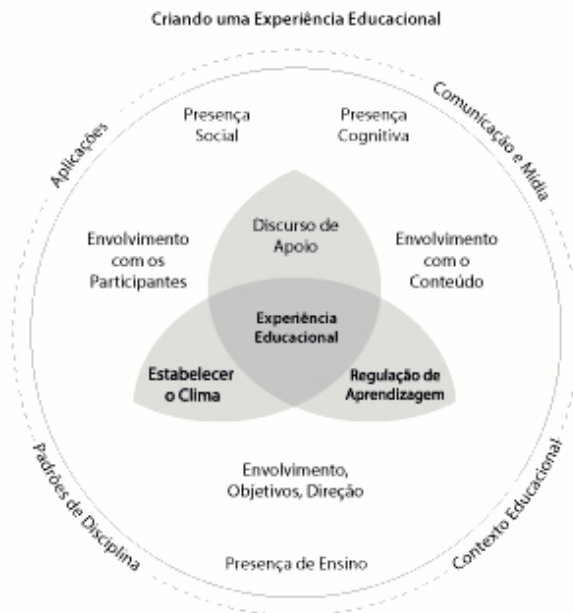 Criando uma Experiência Educacional
Aplicações
Comunicação e Mídia
Presença
Social
Presença
Cognitiva
Discurso de
Apoio
Envolvimento
com os
Participantes
Envolvimento
com o
Conteúdo
Experiência
Educacional
Estabelecer
o Clima
Regulação de
Aprendizagem
Envolvimento,
Objetivos, Direção
Padrões de Disciplina
Contexto Educacional
Presença de Ensino